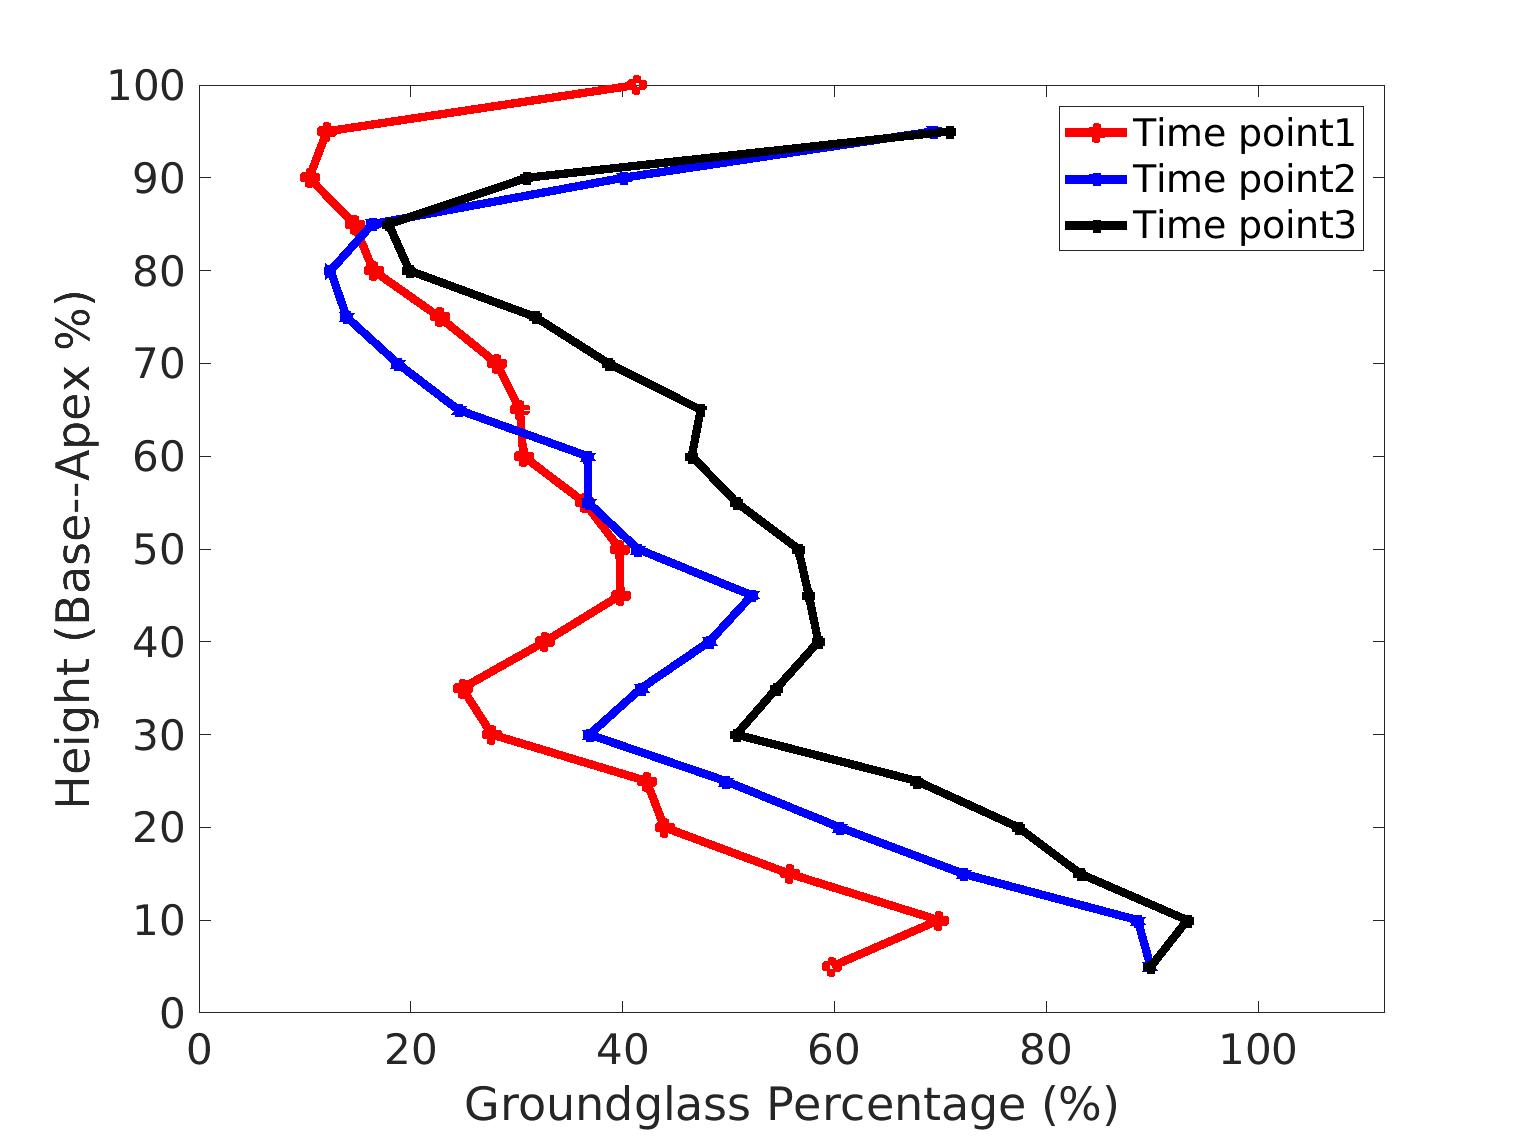 100
90
80
70
60
50
40
30
20
10
0
Height (Base--Apex %)
Time point1
Time point2
Time point3
0 20 40 60 80 100
Groundglass Percentage (%)